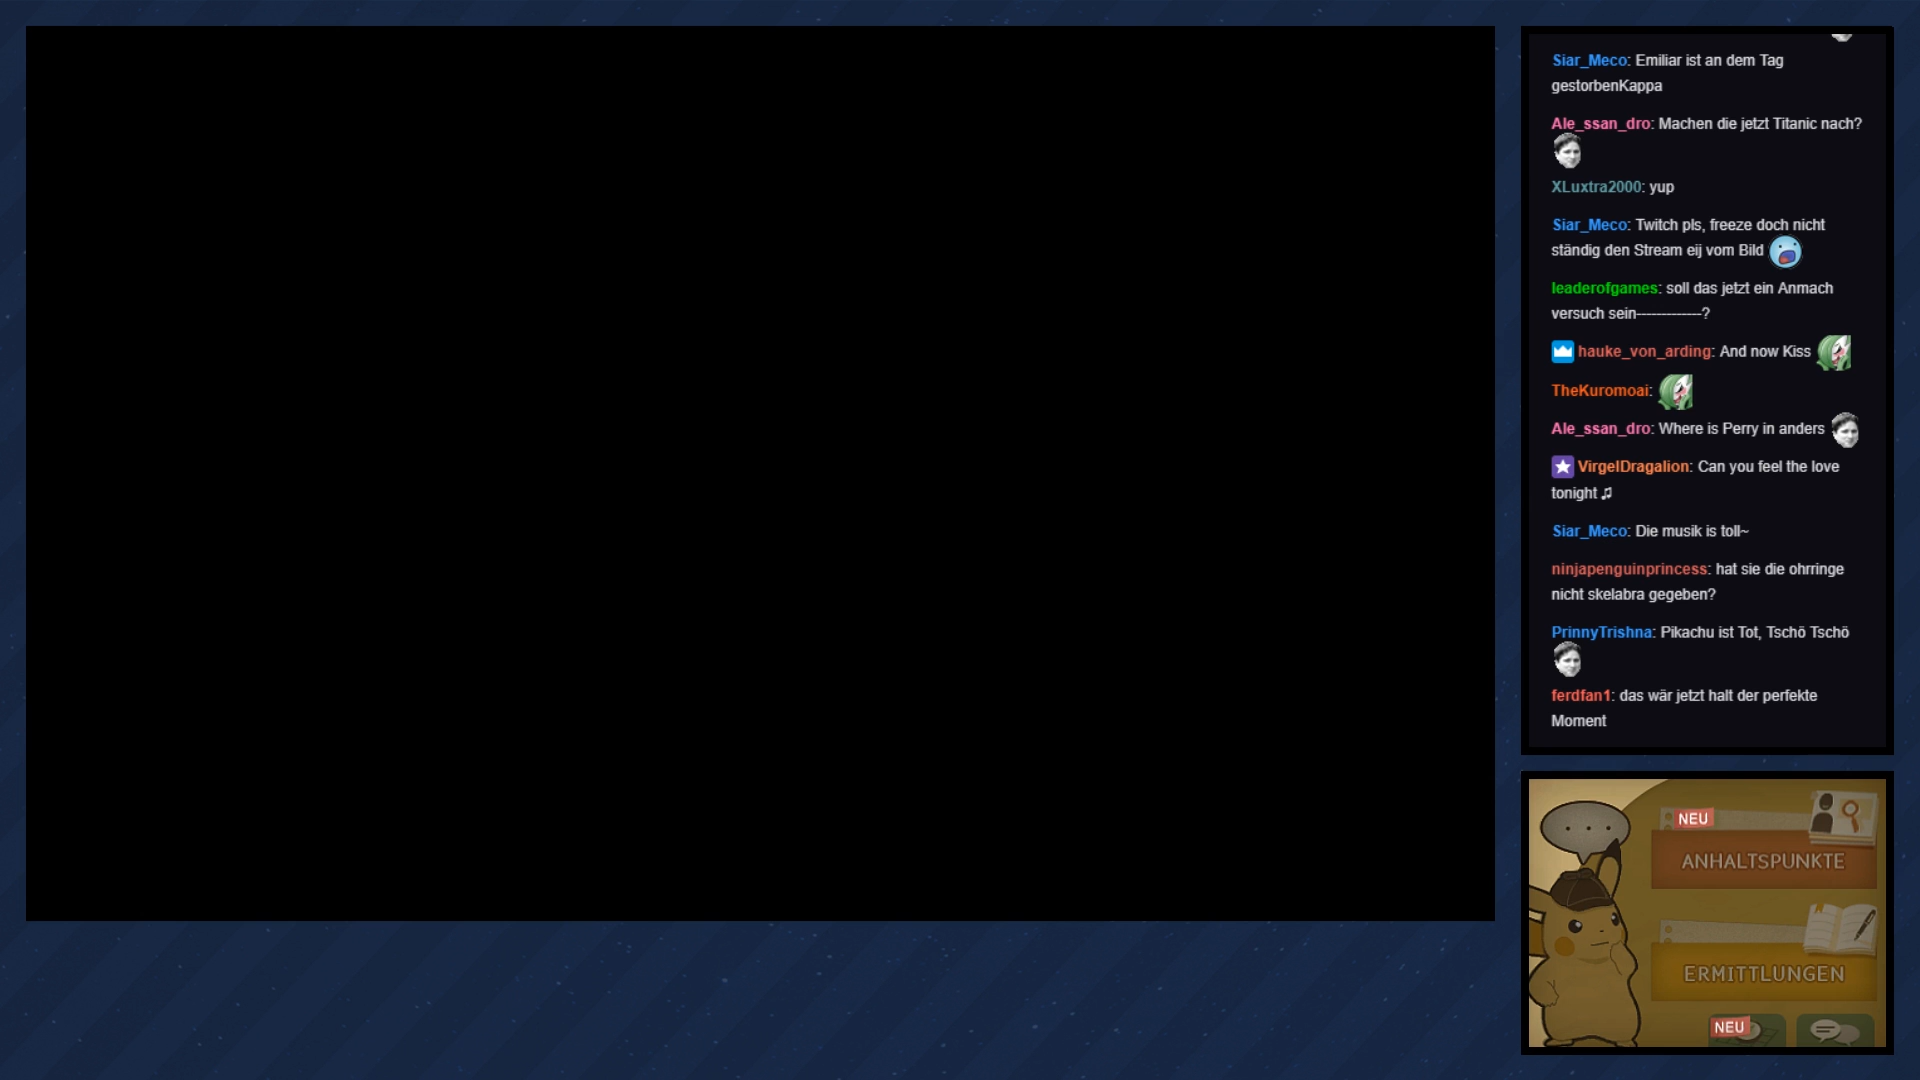 Siar_Meco: Emiliar ist an dem Tag
gestorbenKappa
Ale_ssan_dro: Machen die jetzt Titanic nach?
XLuxtra2000: yup
Siar_Meco: Twitch pls, freeze doch nicht
ständig den Stream eij vom Bild
leaderofgames: soll das jetzt ein Anmach
versuch sein-------------?
hauke_von_arding: And now Kiss
TheKuromoai:
Ale_ssan_dro: Where is Perry in anders
VirgelDragalion: Can you feel the love
tonight ♫
Siar_Meco: Die musik is toll~
ninjapenguinprincess: hat sie die ohrringe
nicht skelabra gegeben?
PrinnyTrishna: Pikachu ist Tot, Tschö Tschö
ferdfan1: das wär jetzt halt der perfekte
Moment
...
NEU
ANHALTSPUNKTE
ERMITTLUNGEN
NEU